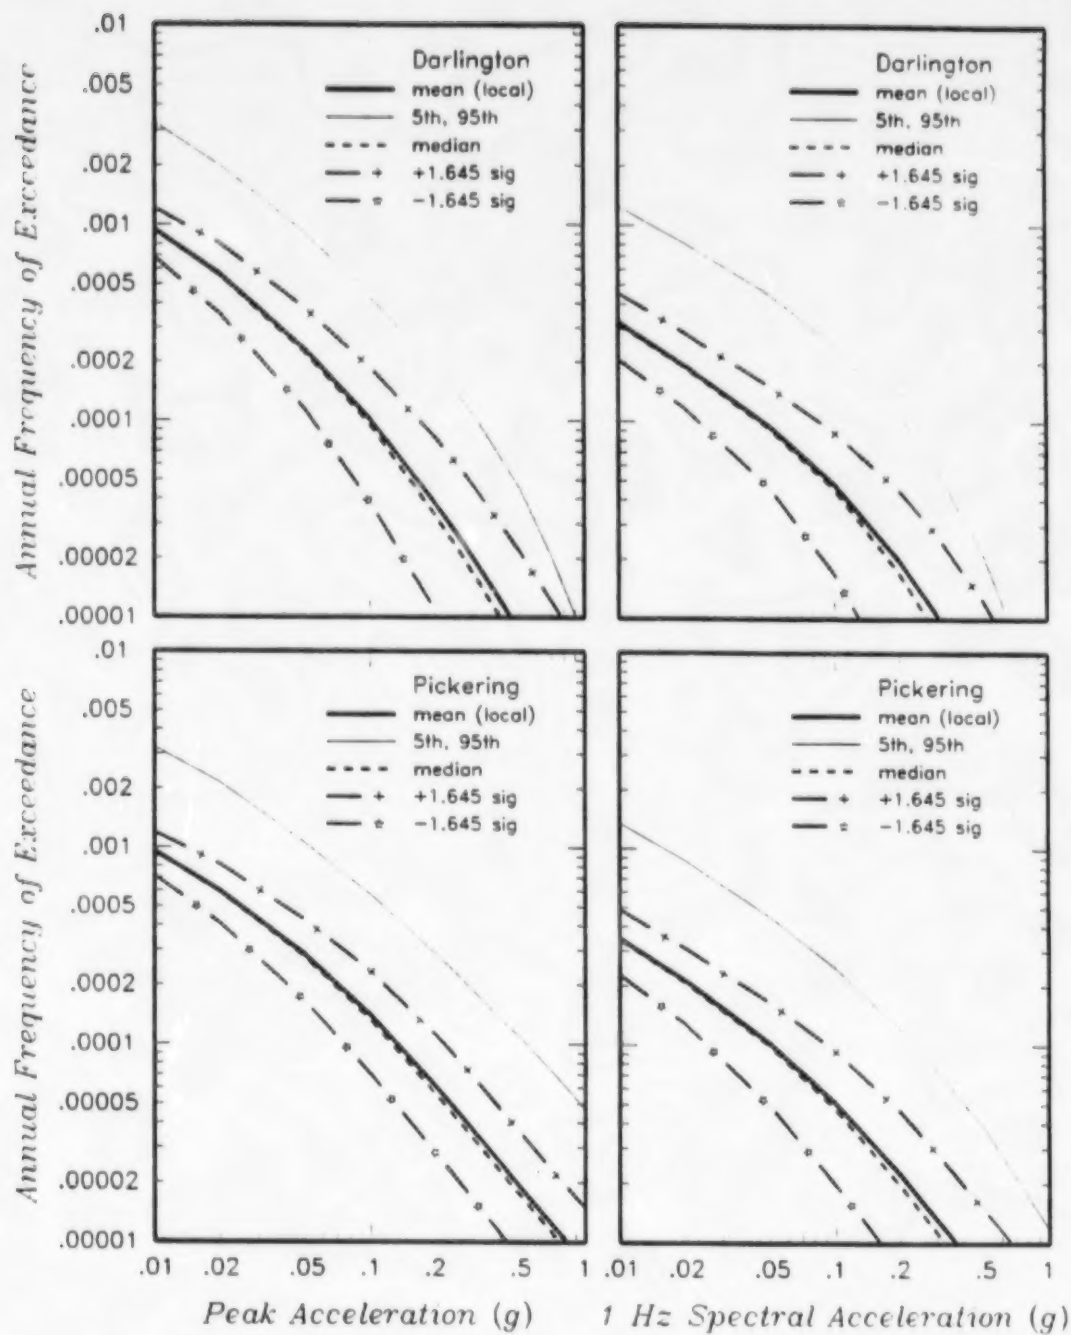 Annual Frequency of Exceedance
.01
.005
.002
.001
.0005
.0002
.0001
.00005
.00002
.00001
Darlington
mean (local)
5th, 95th
median
+1.645 sig
-1.645 sig
Darlington
mean (local)
5th, 95th
median
+1.645 sig
-1.645 sig
Annual Frequency of Exceedance
.01
.005
.002
.001
.0005
.0002
.0001
.00005
.00002
.00001
Pickering
mean (local)
5th, 95th
median
+1.645 sig
-1.645 sig
Pickering
mean (local)
5th, 95th
median
+1.645 sig
-1.645 sig
.01 .02 .05 .1 .2 .5 1
.01 .02 .05 .1 .2 .5 1
Peak Acceleration (g)
1 Hz Spectral Acceleration (g)